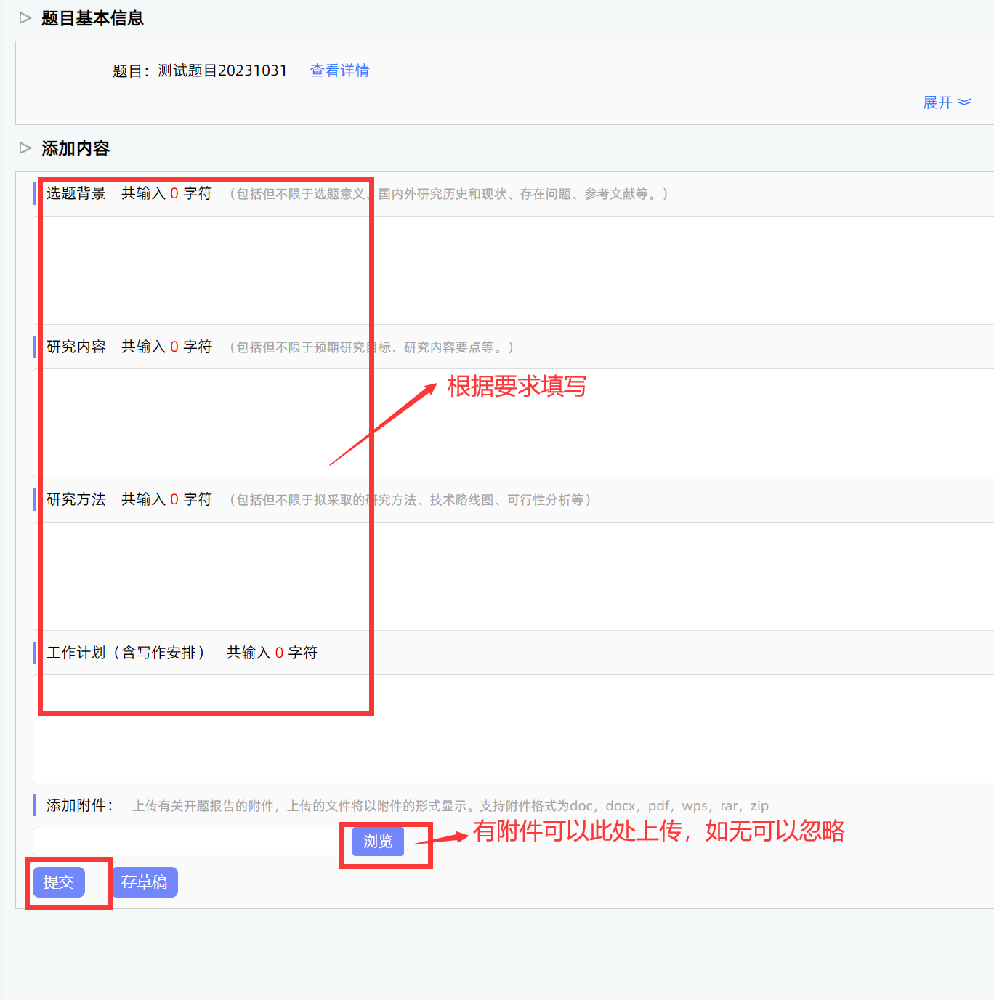 题目基本信息
题目：测试题目20231031 查看详情
展开
添加内容
选题背景 共输入 0 字符 （包括但不限于选题意义、国内外研究历史和现状、存在问题、参考文献等。）
研究内容 共输入 0 字符 （包括但不限于预期研究目标、研究内容要点等。）
根据要求填写
研究方法 共输入 0 字符 （包括但不限于拟采取的研究方法、技术路线图、可行性分析等）
工作计划（含写作安排） 共输入 0 字符
添加附件： 上传有关开题报告的附件，上传的文件将以附件的形式显示。支持附件格式为doc，docx，pdf，wps，rar，zip
浏览 有附件可以此处上传，如无可以忽略
提交 存草稿